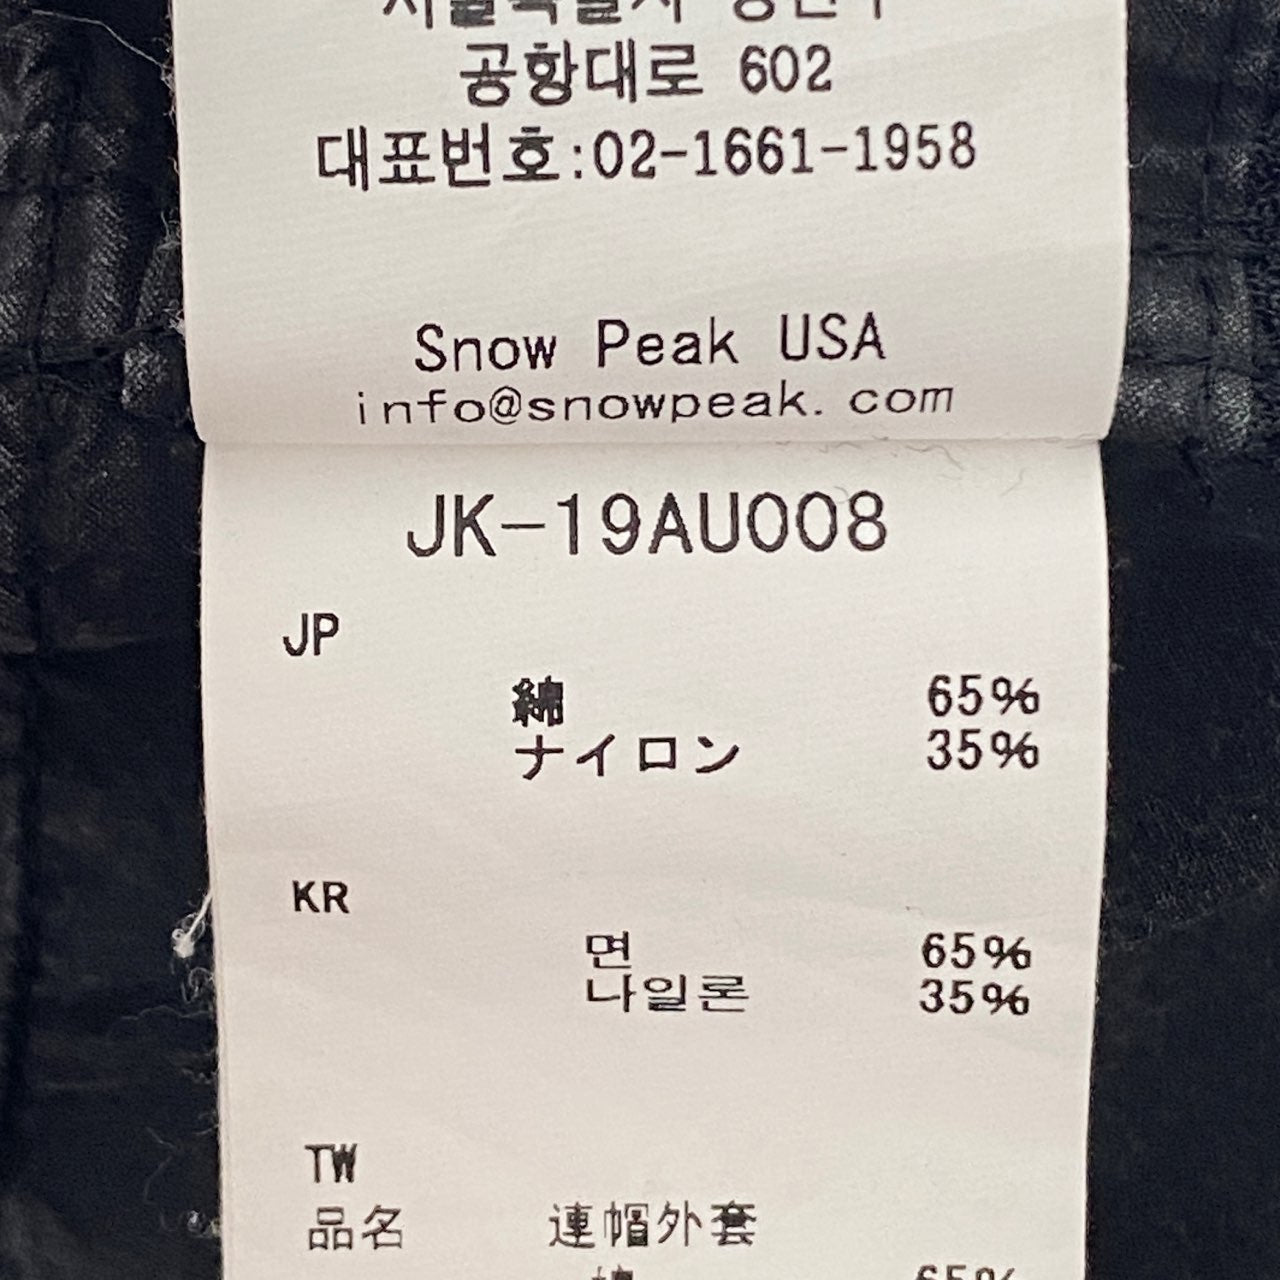 공항대로 602
대표번호:02-1661-1958
Snow Peak USA
info@snowpeak.com
JK-19AU008
JP
綿 65%
ナイロン 35%
KR
면 65%
나일론 35%
TW
品名 連帽外套
65%